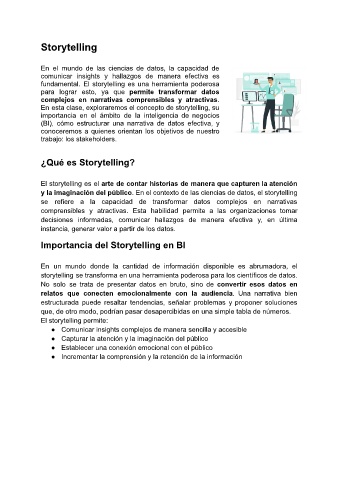 Storytelling
En el mundo de las ciencias de datos, la capacidad de
comunicar insights y hallazgos de manera efectiva es
fundamental. El storytelling es una herramienta poderosa
para lograr esto, ya que permite transformar datos
complejos en narrativas comprensibles y atractivas.
En esta clase, exploraremos el concepto de storytelling, su
importancia en el ámbito de la inteligencia de negocios
(BI), cómo estructurar una narrativa de datos efectiva, y
conoceremos a quienes orientan los objetivos de nuestro
trabajo: los stakeholders.
¿Qué es Storytelling?
El storytelling es el arte de contar historias de manera que capturen la atención
y la imaginación del público. En el contexto de las ciencias de datos, el storytelling
se refiere a la capacidad de transformar datos complejos en narrativas
comprensibles y atractivas. Esta habilidad permite a las organizaciones tomar
decisiones informadas, comunicar hallazgos de manera efectiva y, en última
instancia, generar valor a partir de los datos.
Importancia del Storytelling en BI
En un mundo donde la cantidad de información disponible es abrumadora, el
storytelling se transforma en una herramienta poderosa para los científicos de datos.
No solo se trata de presentar datos en bruto, sino de convertir esos datos en
relatos que conecten emocionalmente con la audiencia. Una narrativa bien
estructurada puede resaltar tendencias, señalar problemas y proponer soluciones
que, de otro modo, podrían pasar desapercibidas en una simple tabla de números.
El storytelling permite:
● Comunicar insights complejos de manera sencilla y accesible
● Capturar la atención y la imaginación del público
● Establecer una conexión emocional con el público
● Incrementar la comprensión y la retención de la información